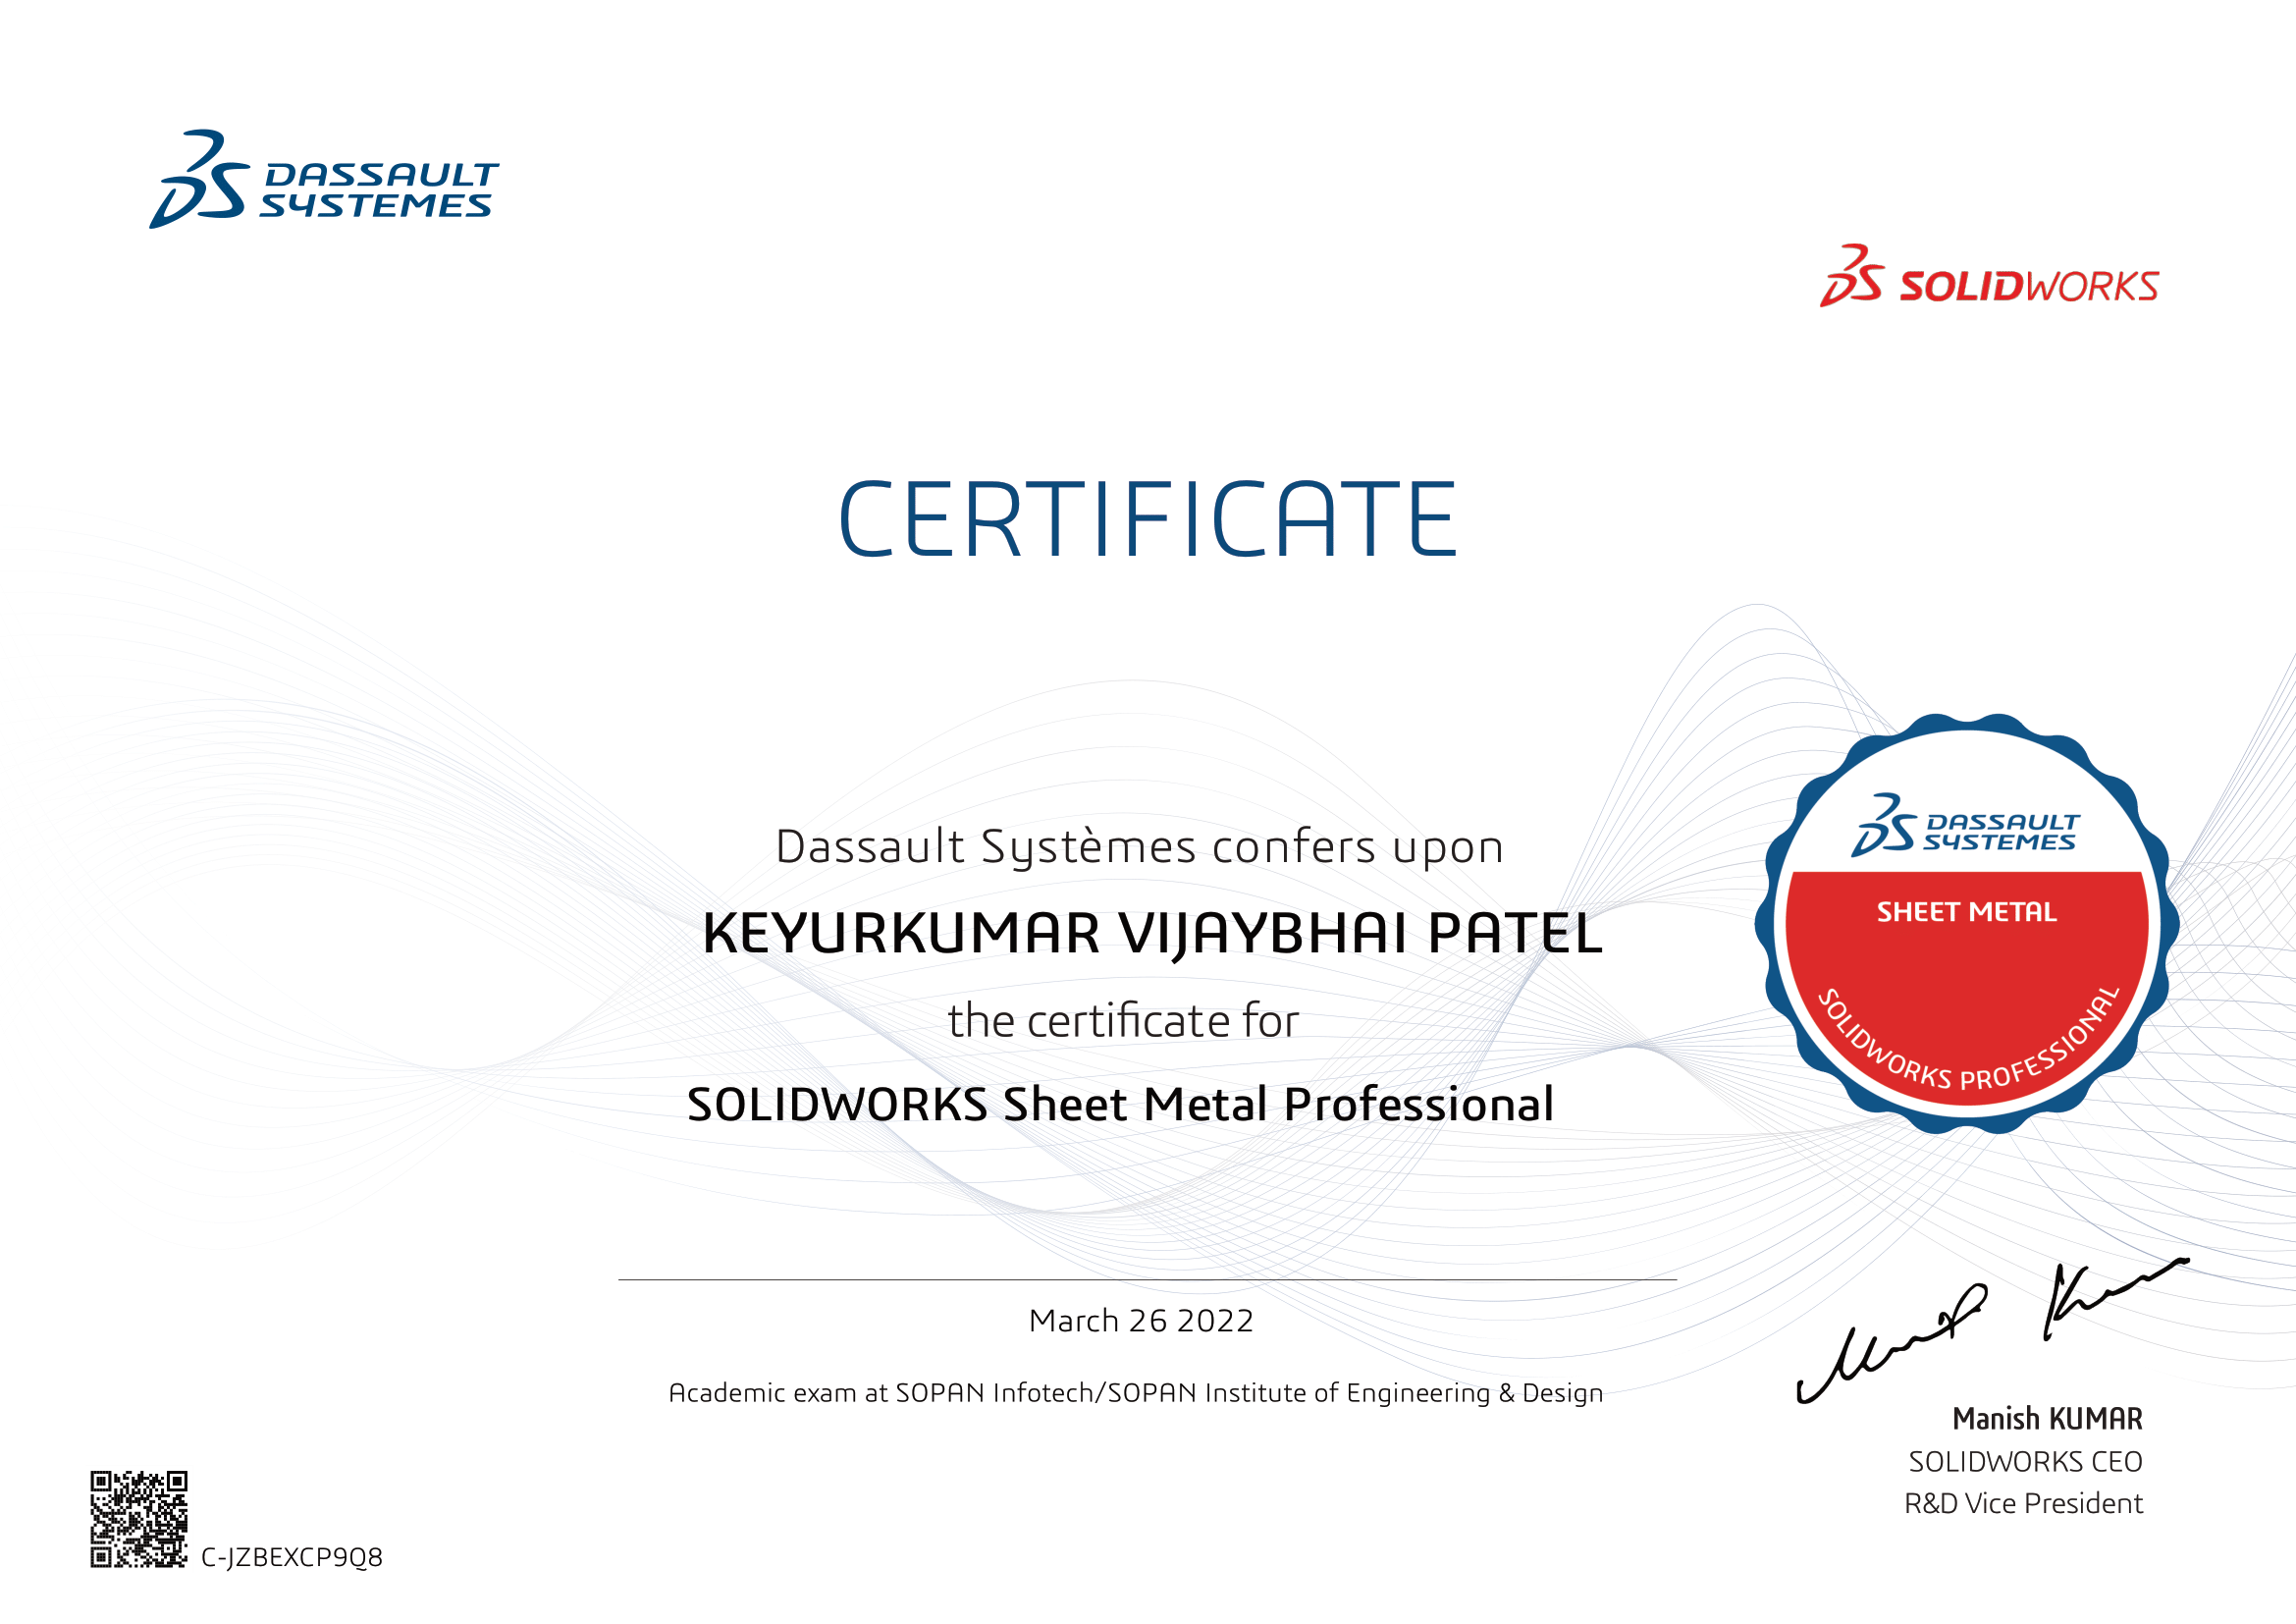 DASSAULT
SYSTEMES
SOLIDWORKS
CERTIFICATE
Dassault Systèmes confers upon
KEYURKUMAR VIJAYBHAI PATEL
the certificate for
SOLIDWORKS Sheet Metal Professional
DASSAULT
SYSTEMES
SHEET METAL
SOLIDWORKS PROFESSIONAL
March 26 2022
Academic exam at SOPAN Infotech/SOPAN Institute of Engineering & Design
Manish KUMAR
SOLIDWORKS CEO
R&D Vice President
C-JZBEXCP9Q8